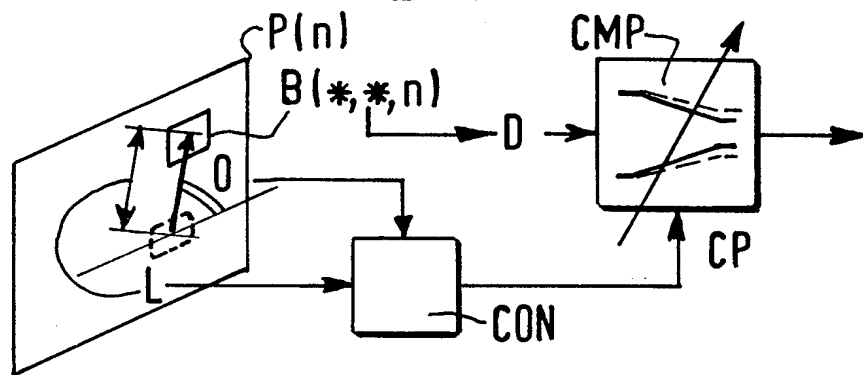 P(n)
CMP
B(*,*,n)
D
O
CP
L
CON